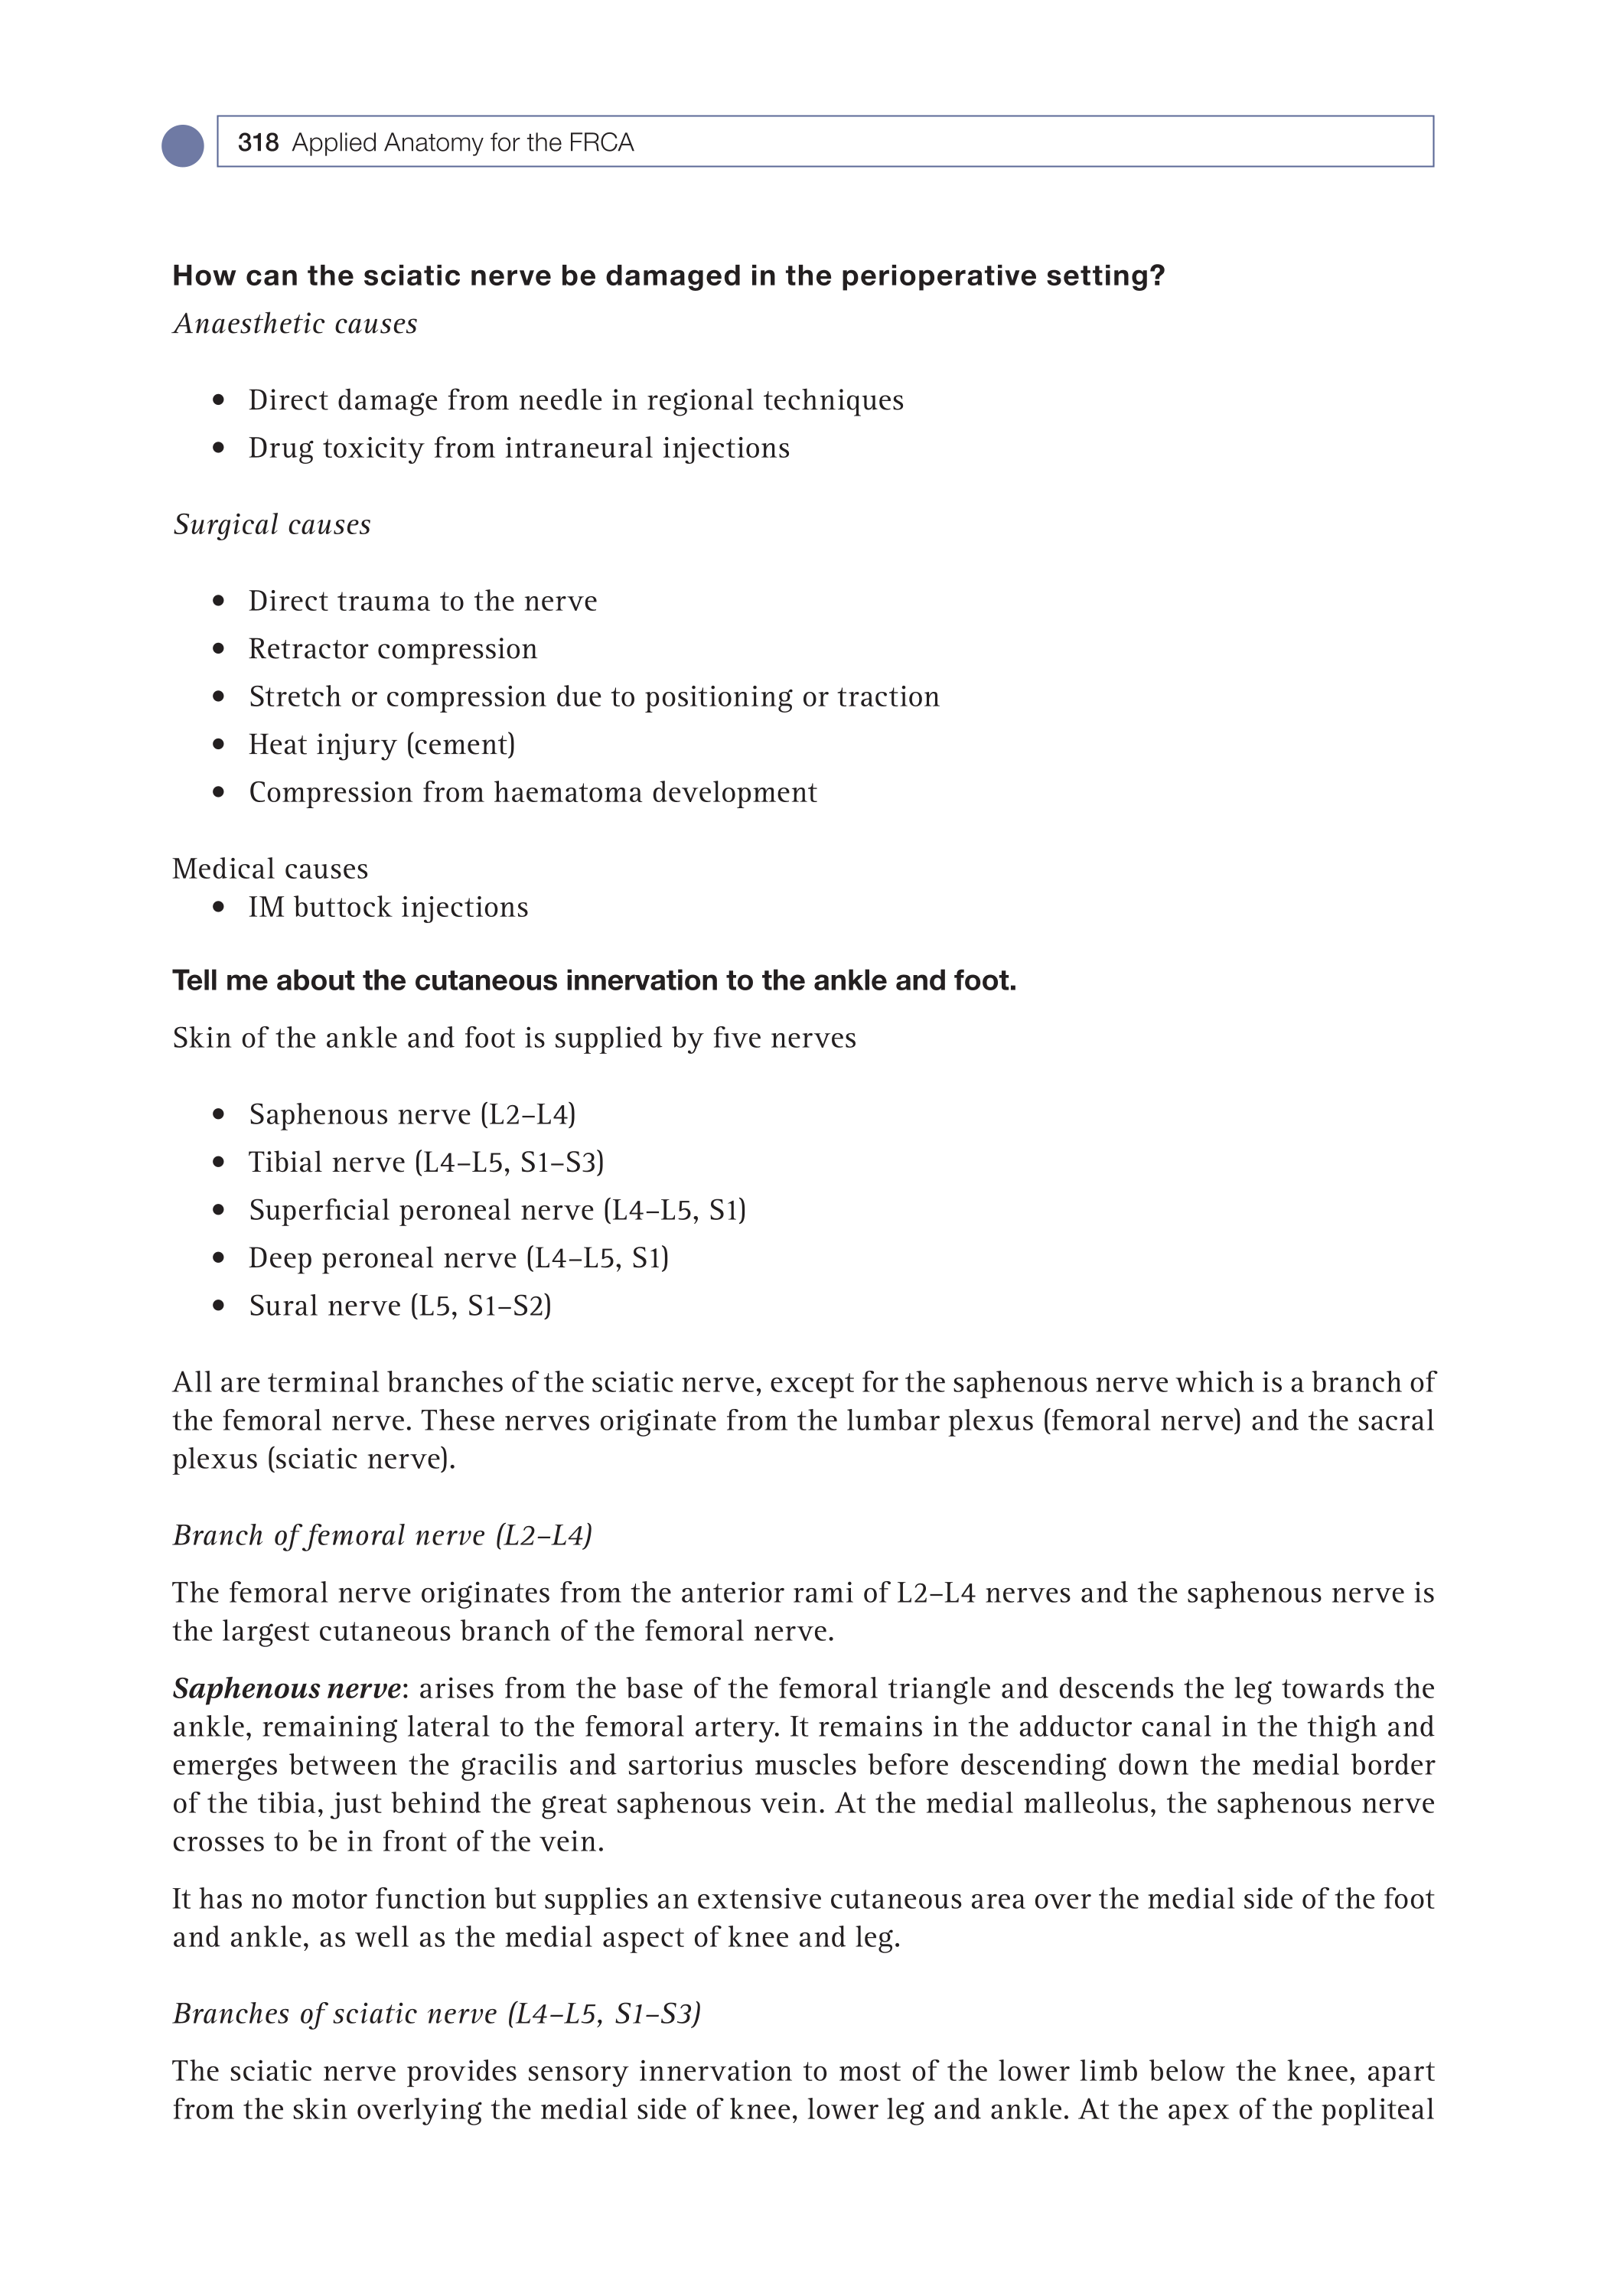 318 Applied Anatomy for the FRCA
How can the sciatic nerve be damaged in the perioperative setting?
Anaesthetic causes
• Direct damage from needle in regional techniques
• Drug toxicity from intraneural injections
Surgical causes
• Direct trauma to the nerve
• Retractor compression
• Stretch or compression due to positioning or traction
• Heat injury (cement)
• Compression from haematoma development
Medical causes
• IM buttock injections
Tell me about the cutaneous innervation to the ankle and foot.
Skin of the ankle and foot is supplied by five nerves
• Saphenous nerve (L2–L4)
• Tibial nerve (L4–L5, S1–S3)
• Superficial peroneal nerve (L4–L5, S1)
• Deep peroneal nerve (L4–L5, S1)
• Sural nerve (L5, S1–S2)
All are terminal branches of the sciatic nerve, except for the saphenous nerve which is a branch of
the femoral nerve. These nerves originate from the lumbar plexus (femoral nerve) and the sacral
plexus (sciatic nerve).
Branch of femoral nerve (L2–L4)
The femoral nerve originates from the anterior rami of L2–L4 nerves and the saphenous nerve is
the largest cutaneous branch of the femoral nerve.
Saphenous nerve: arises from the base of the femoral triangle and descends the leg towards the
ankle, remaining lateral to the femoral artery. It remains in the adductor canal in the thigh and
emerges between the gracilis and sartorius muscles before descending down the medial border
of the tibia, just behind the great saphenous vein. At the medial malleolus, the saphenous nerve
crosses to be in front of the vein.
It has no motor function but supplies an extensive cutaneous area over the medial side of the foot
and ankle, as well as the medial aspect of knee and leg.
Branches of sciatic nerve (L4–L5, S1–S3)
The sciatic nerve provides sensory innervation to most of the lower limb below the knee, apart
from the skin overlying the medial side of knee, lower leg and ankle. At the apex of the popliteal